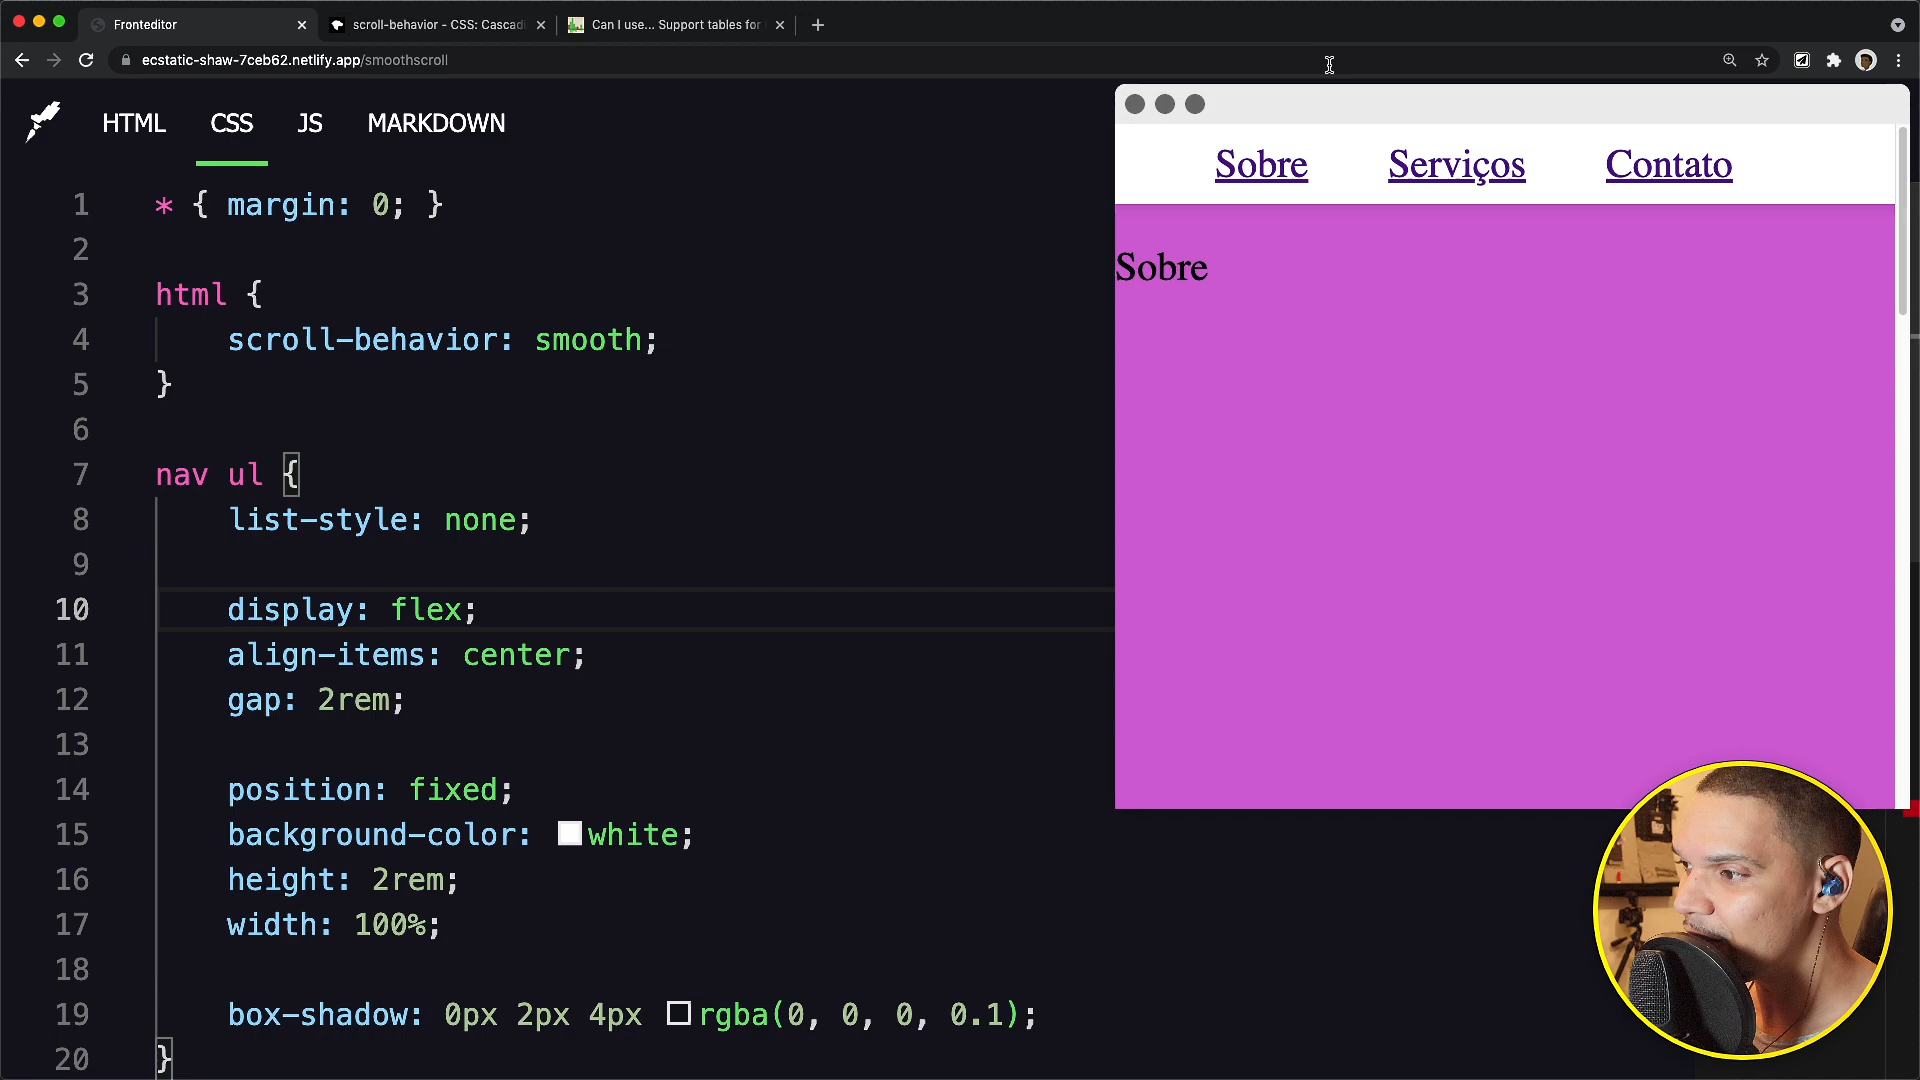 Fronteditor
scroll-behavior - CSS: Cascadi
Can I use... Support tables for
ecstatic-shaw-7ceb62.netlify.app/smoothscroll
HTML CSS JS MARKDOWN
1 * { margin: 0; }
2
3 html {
4 scroll-behavior: smooth;
5 }
6
7 nav ul {
8 list-style: none;
9
10 display: flex;
11 align-items: center;
12 gap: 2rem;
13
14 position: fixed;
15 background-color: white;
16 height: 2rem;
17 width: 100%;
18
19 box-shadow: 0px 2px 4px rgba(0, 0, 0, 0.1);
20 }
Sobre Serviços Contato
Sobre